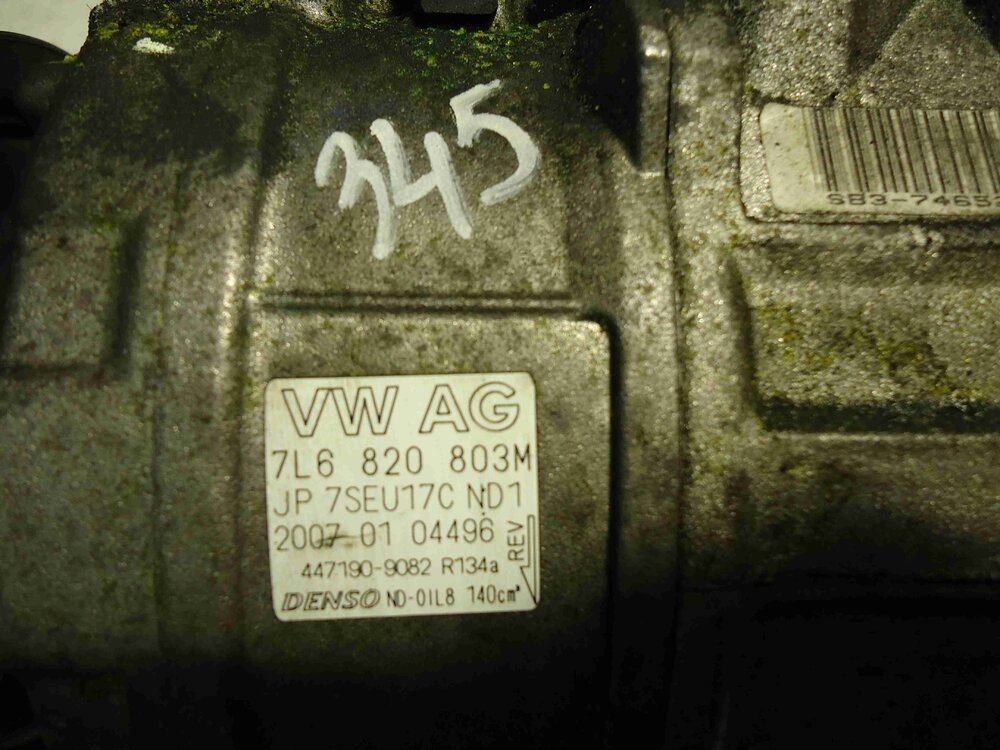 345
SB3-7465
VW AG
7L6 820 803M
JP 7SEU17C ND1
2007 01 04496
REV
447190-9082 R134a
DENSO ND-OIL8 140cm³